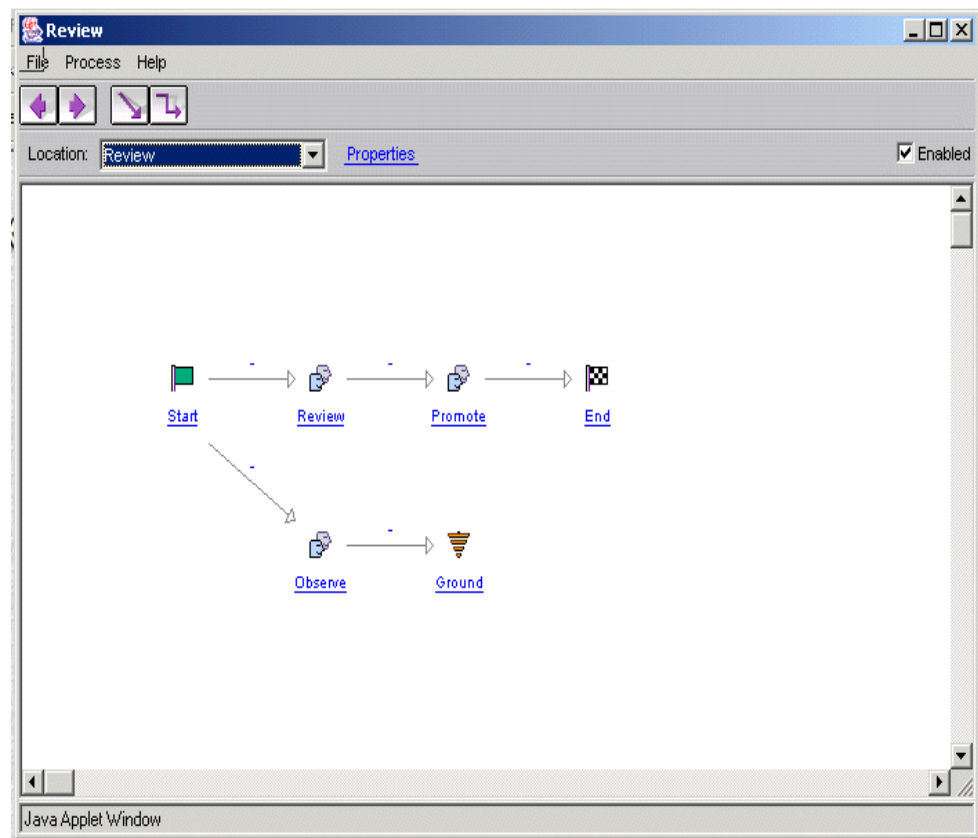 Review
File Process Help
Location: Review Properties Enabled
- - -
Start Review Promote End
-
-
Observe Ground
Java Applet Window